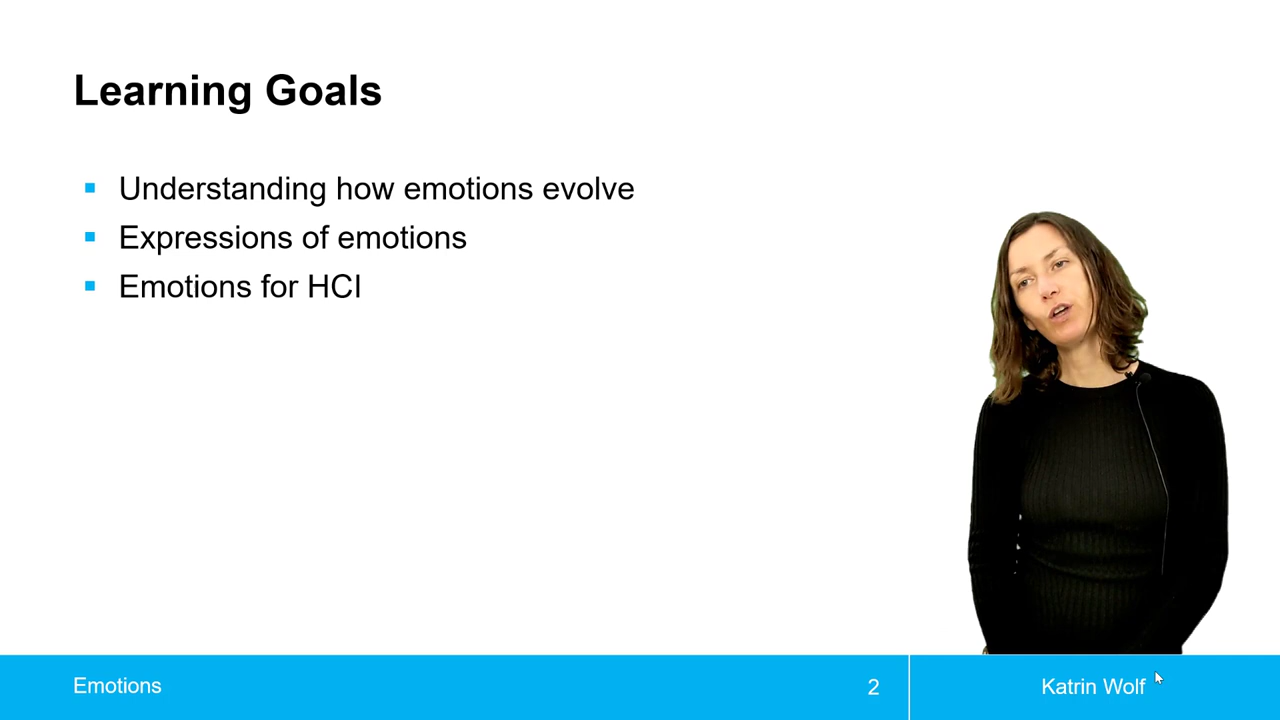 Learning Goals
Understanding how emotions evolve
Expressions of emotions
Emotions for HCI
Emotions
2
Katrin Wolf